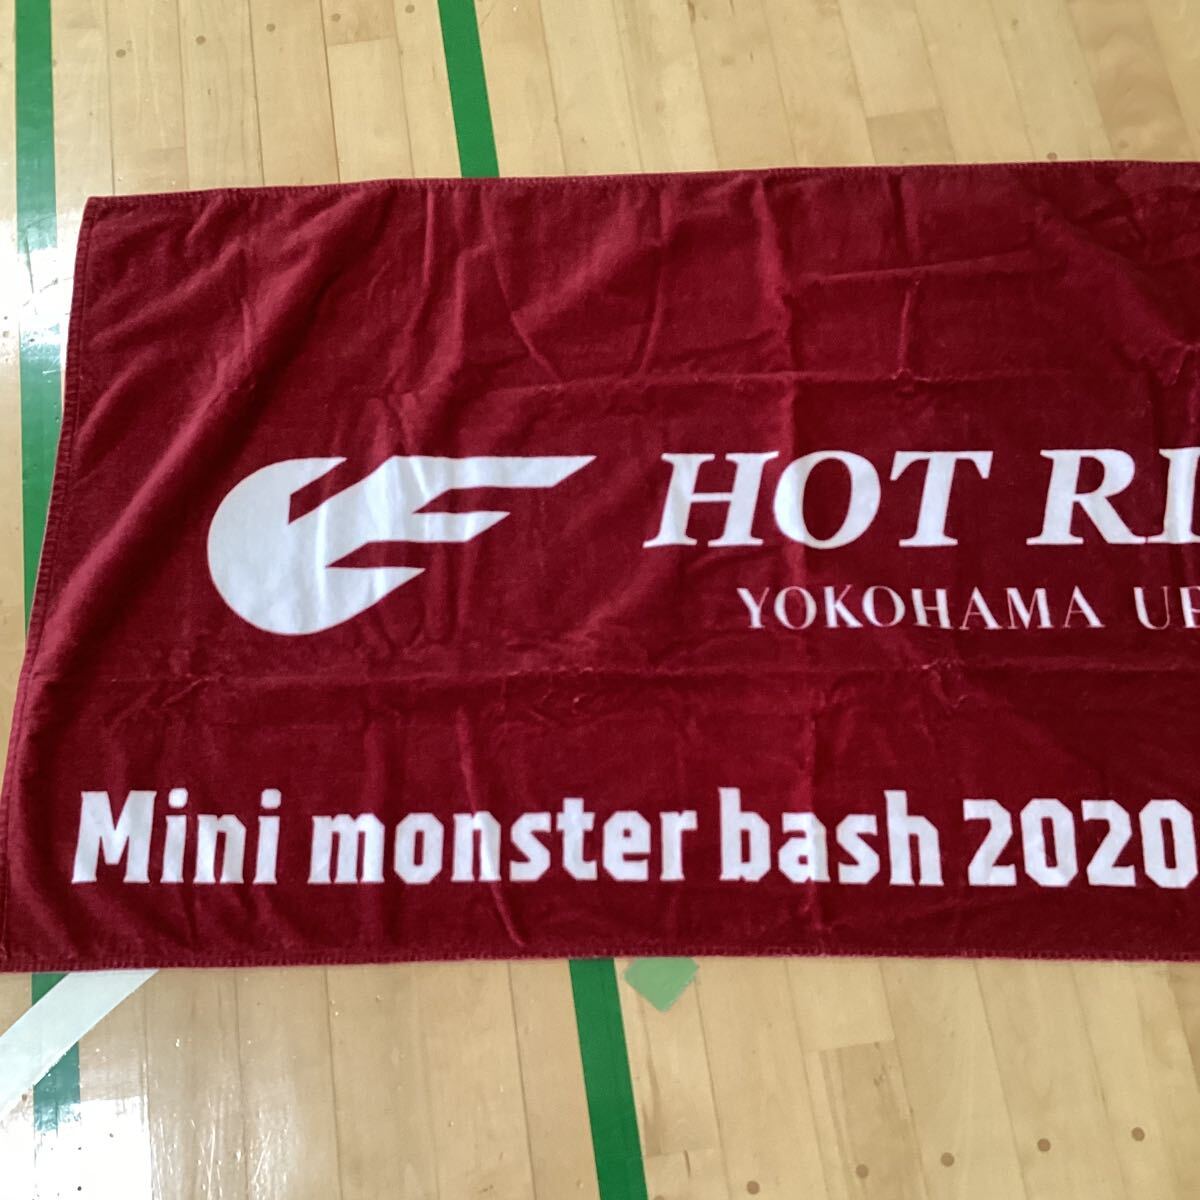 HOT RI
YOKOHAMA UR
Mini monster bash 2020